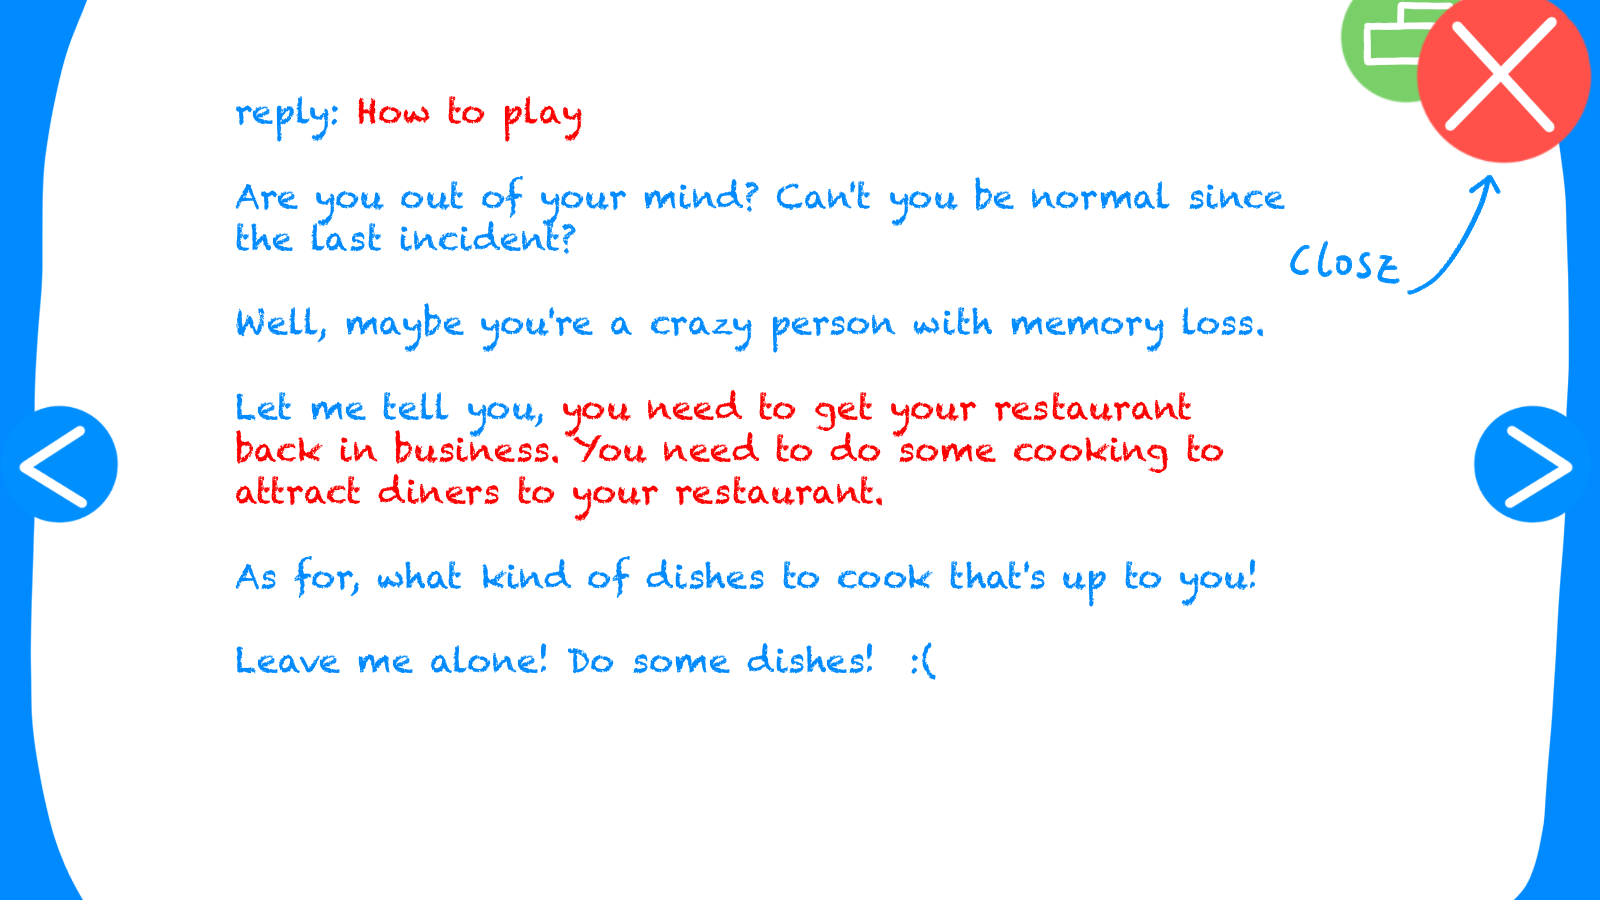 reply: How to play
Are you out of your mind? Can't you be normal since
the last incident?
Close
Well, maybe you're a crazy person with memory loss.
Let me tell you, you need to get your restaurant
back in business. You need to do some cooking to
attract diners to your restaurant.
As for, what kind of dishes to cook that's up to you!
Leave me alone! Do some dishes! :(